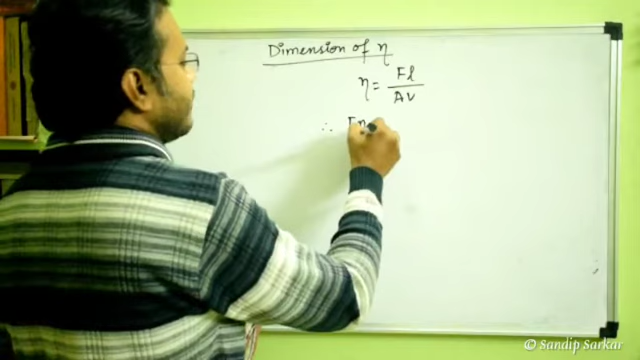 Dimension of η
η = Fl / AV
∴ [η
© Sandip Sarkar